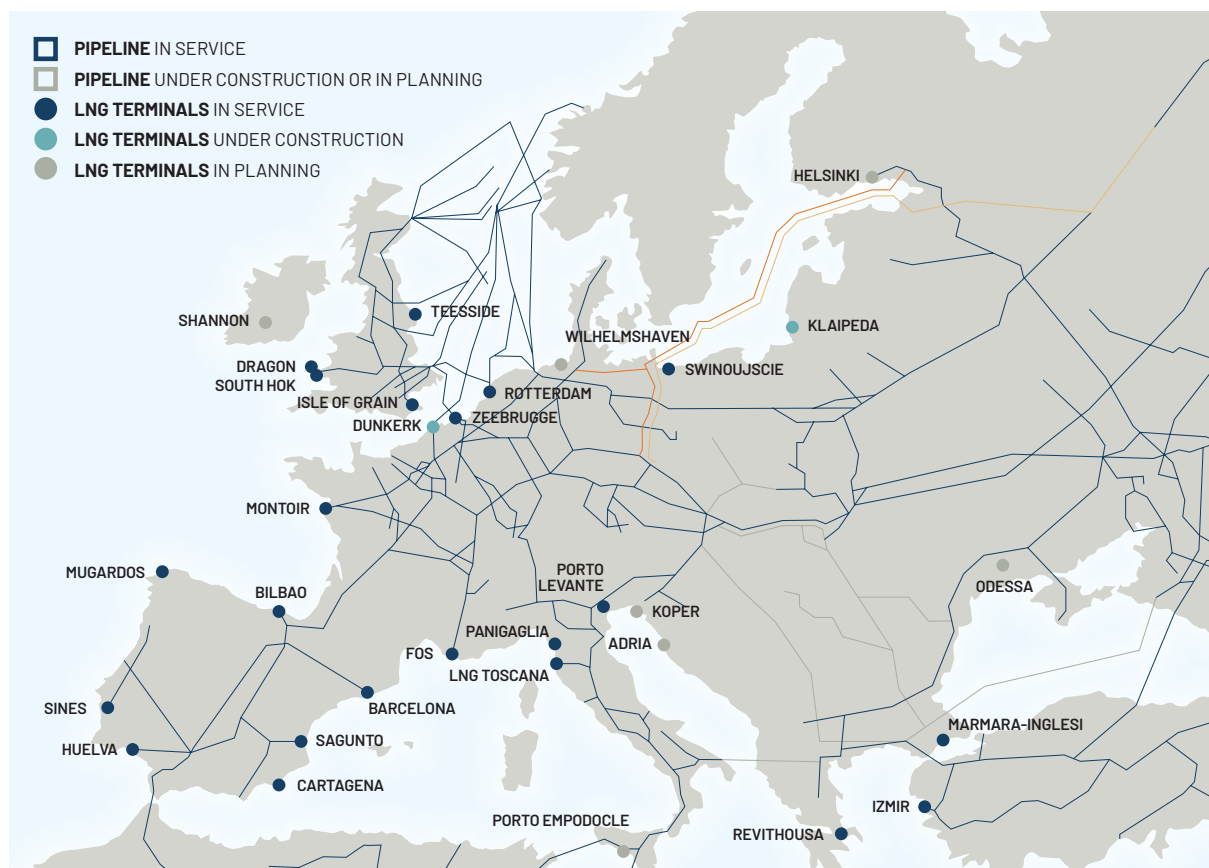 PIPELINE IN SERVICE
PIPELINE UNDER CONSTRUCTION OR IN PLANNING
LNG TERMINALS IN SERVICE
LNG TERMINALS UNDER CONSTRUCTION
LNG TERMINALS IN PLANNING
HELSINKI
TEESSIDE
SHANNON
KLAIPEDA
WILHELMSHAVEN
DRAGON
SOUTH HOK
SWINOUJSCIE
ISLE OF GRAIN
ROTTERDAM
DUNKERK
ZEEBRUGGE
MONTOIR
MUGARDOS
BILBAO
PORTO
LEVANTE
ODESSA
KOPER
PANIGAGLIA
ADRIA
FOS
LNG TOSCANA
SINES
BARCELONA
MARMARA-INGLESI
HUELVA
SAGUNTO
CARTAGENA
IZMIR
PORTO EMPODOCLE
REVITHOUSA